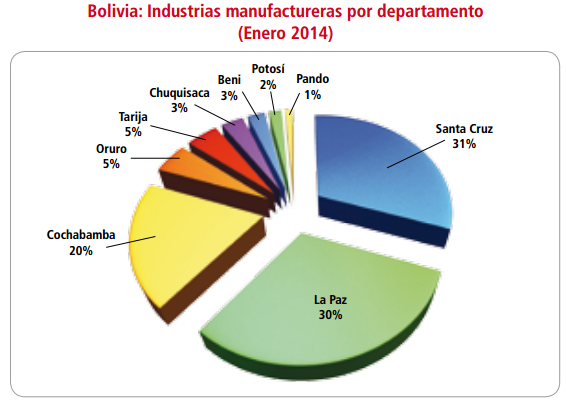 Bolivia: Industrias manufactureras por departamento
(Enero 2014)
Potosí
2%
Pando
1%
Beni
3%
Chuquisaca
3%
Tarija
5%
Santa Cruz
31%
Oruro
5%
Cochabamba
20%
La Paz
30%